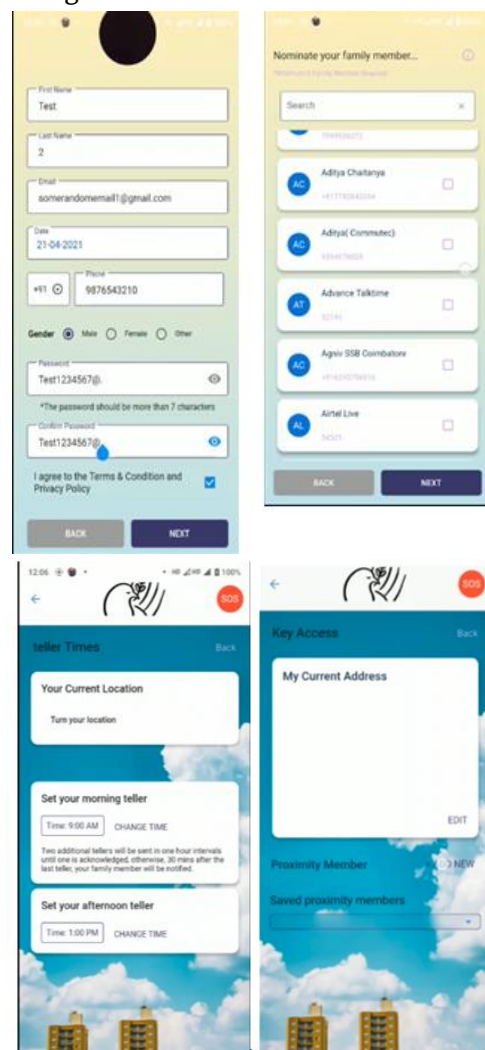 First Name
Test
Last Name
2
Email
somerandomemail1@gmail.com
Date
21-04-2021
+91
Phone
9876543210
Gender Male Female Other
Password
Test1234567@.
*The password should be more than 7 characters
Confirm Password
Test1234567@.
I agree to the Terms & Condition and
Privacy Policy
BACK NEXT
Nominate your family member...
Search
AC Aditya Chaitanya
AC Aditya( Commutec)
AT Advance Talktime
AC Agniv SSB Coimbatore
AL Airtel Live
BACK NEXT
12:06 100%
SOS
teller Times Back
Your Current Location
Turn your location
Set your morning teller
Time: 9:00 AM CHANGE TIME
Two additional tellers will be sent in one hour intervals
until one is acknowledged, otherwise, 30 mins after the
last teller, your family member will be notified.
Set your afternoon teller
Time: 1:00 PM CHANGE TIME
SOS
Key Access Back
My Current Address
EDIT
Proximity Member NEW
Saved proximity members